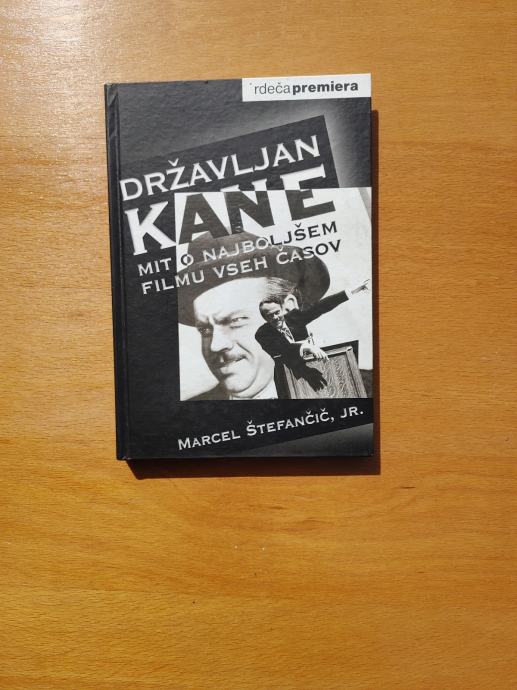 rdečapremiera
DRŽAVLJAN
KANE
MIT O NAJBOLJŠEM
FILMU VSEH ČASOV
MARCEL ŠTEFANČIČ, JR.